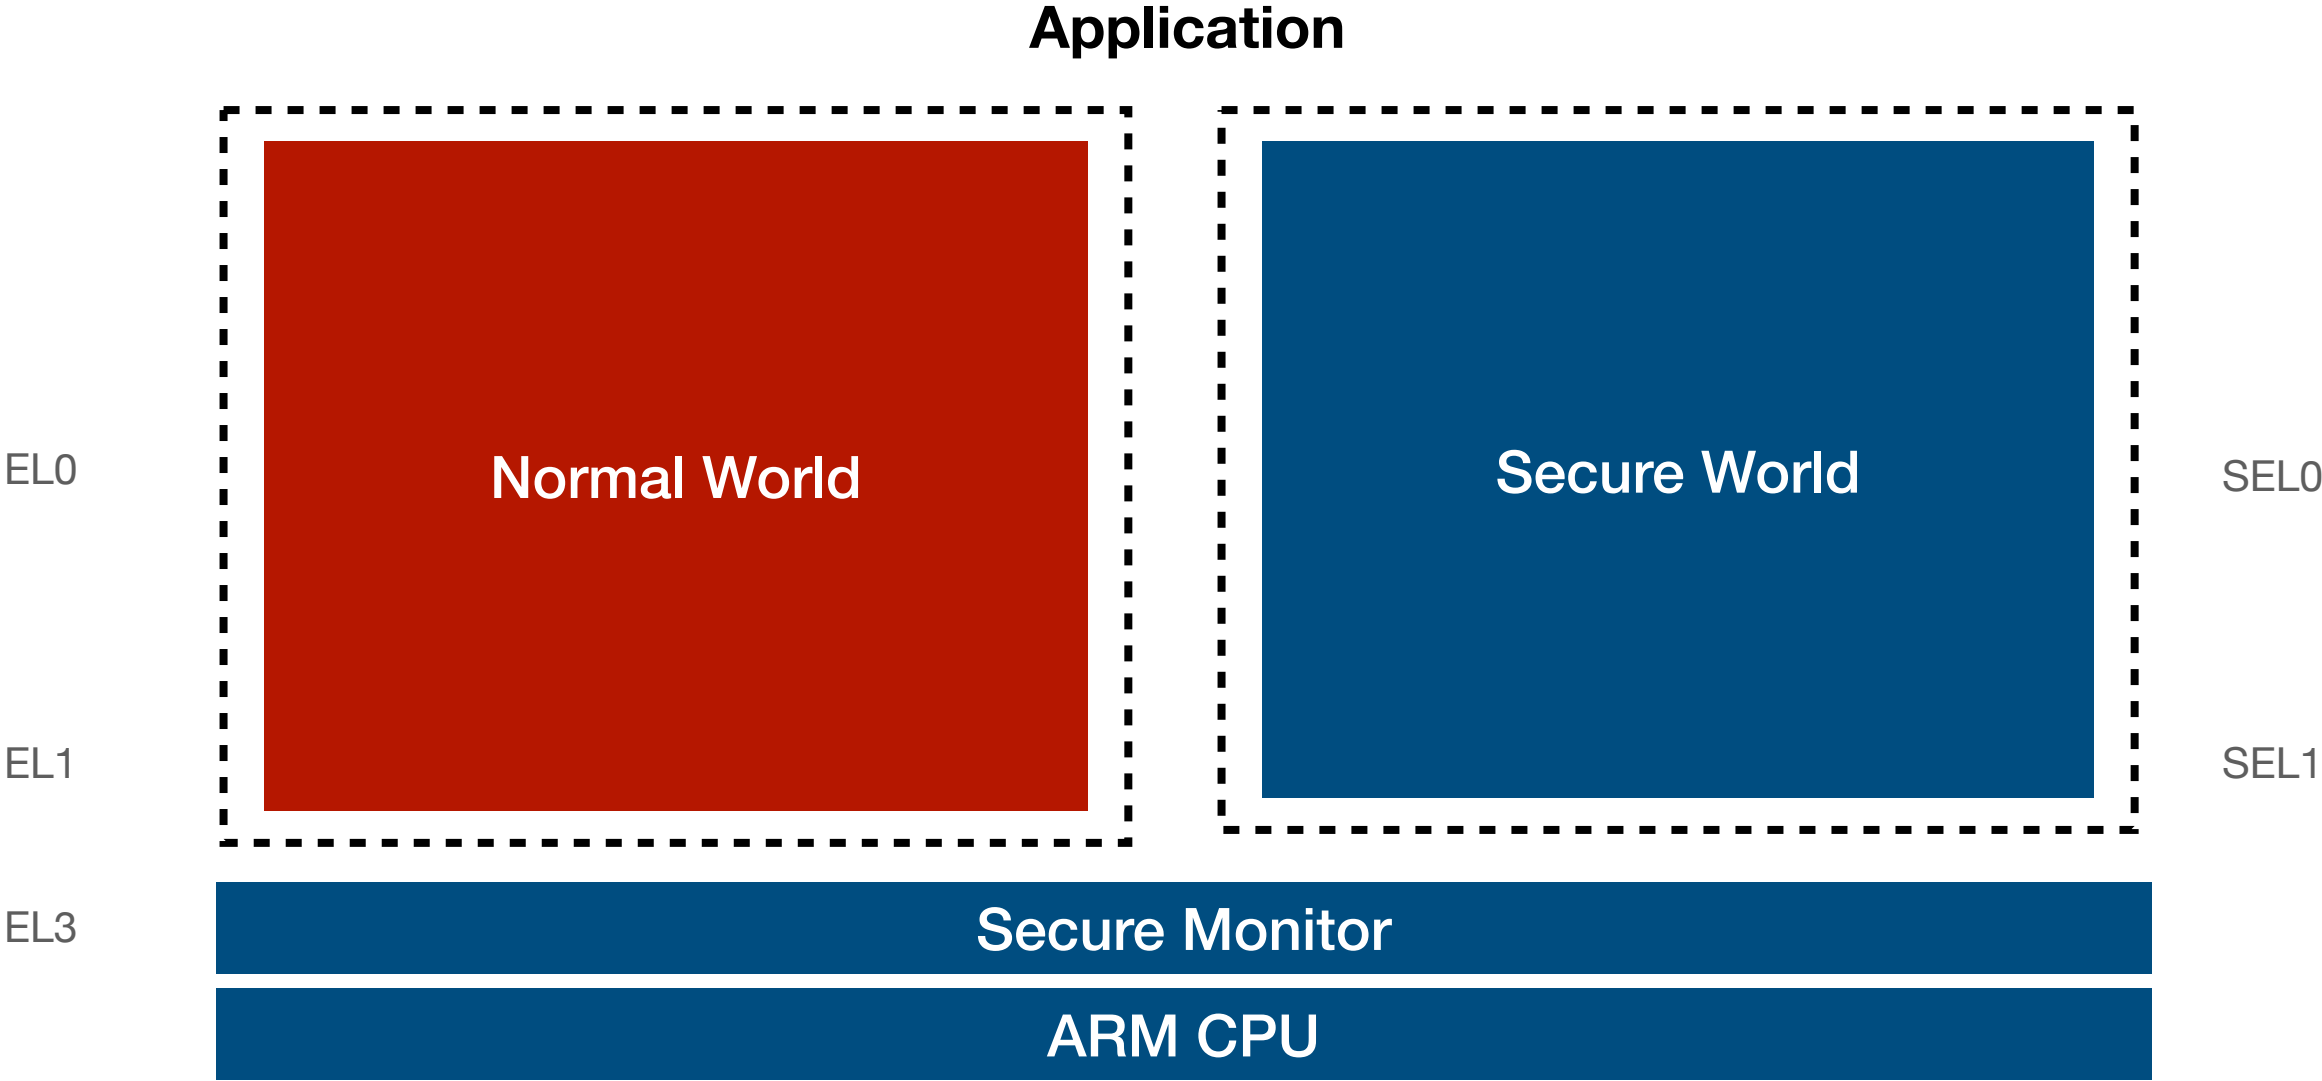 Application
EL0
Normal World
Secure World
SEL0
EL1
SEL1
EL3
Secure Monitor
ARM CPU